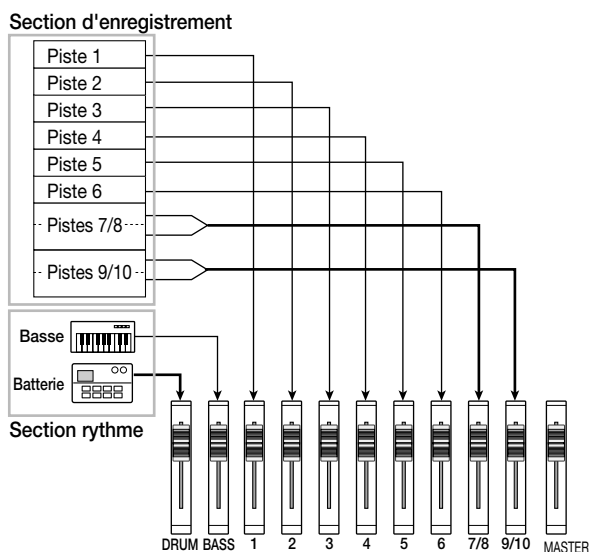 Section d'enregistrement
Piste 1
Piste 2
Piste 3
Piste 4
Piste 5
Piste 6
Pistes 7/8
Pistes 9/10
Basse
Batterie
Section rythme
DRUM BASS 1 2 3 4 5 6 7/8 9/10 MASTER